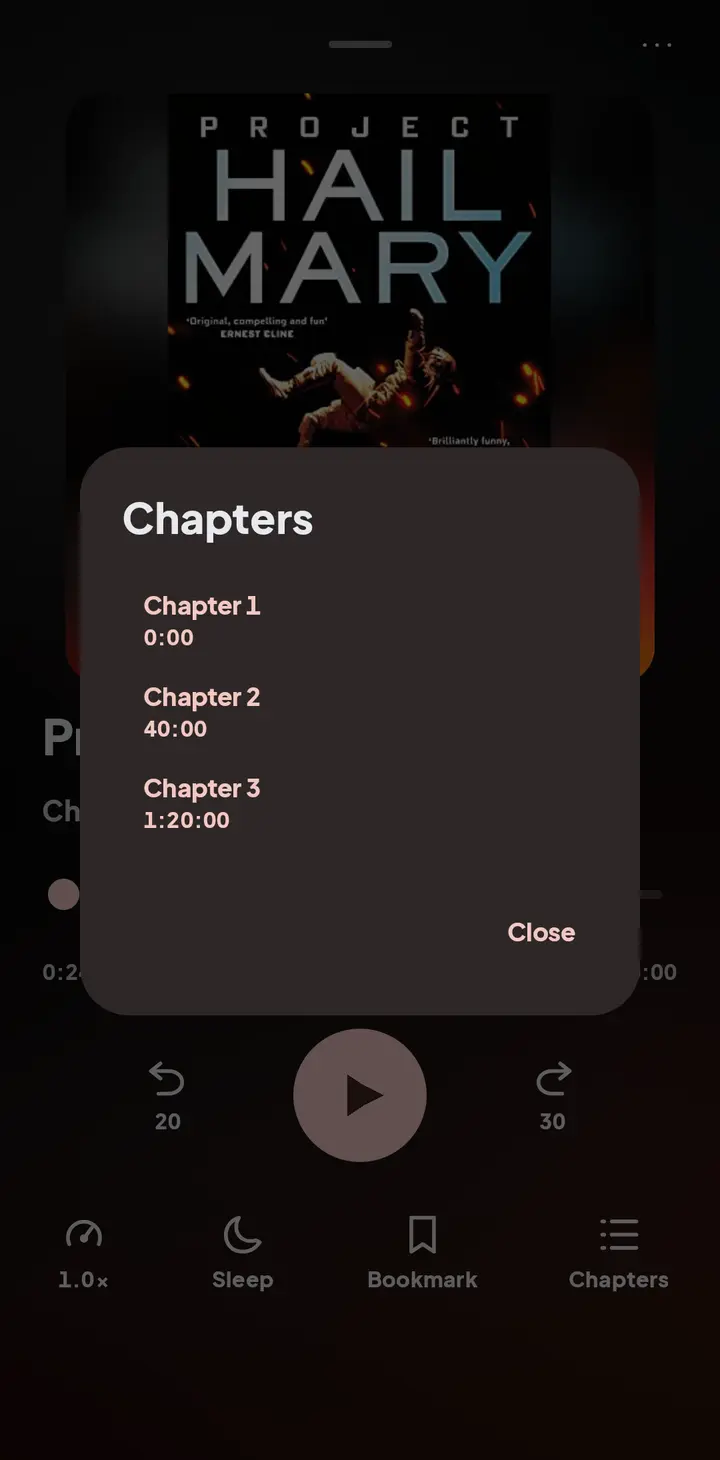 PROJECT
HAIL
MARY
'Original, compelling and fun'
ERNEST CLINE
'Brilliantly funny,
Chapters
Chapter 1
0:00
Chapter 2
40:00
Chapter 3
1:20:00
Close
20
30
1.0×
Sleep
Bookmark
Chapters